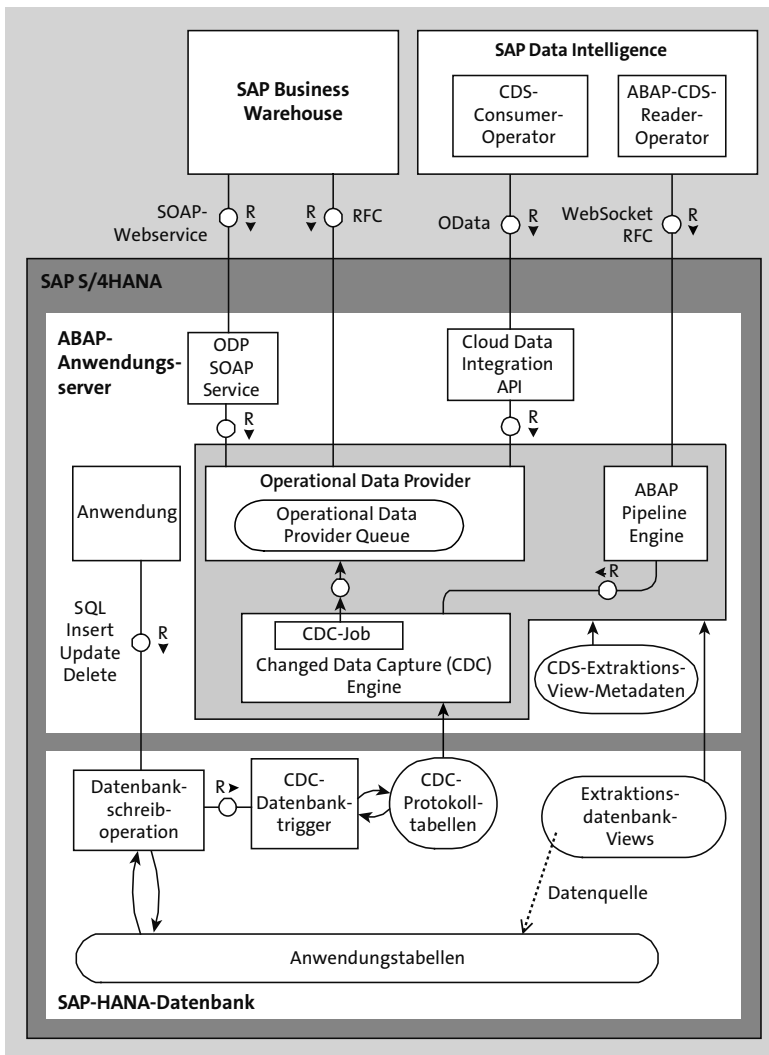 SAP Business
Warehouse
SAP Data Intelligence
CDS-
Consumer-
Operator
ABAP-CDS-
Reader-
Operator
SOAP-
Webservice
R
R
RFC
OData
R
WebSocket
RFC
R
SAP S/4HANA
ABAP-
Anwendungs-
server
ODP
SOAP
Service
Cloud Data
Integration
API
R
R
Anwendung
Operational Data Provider
Operational Data
Provider Queue
ABAP
Pipeline
Engine
R
SQL
Insert
Update
Delete
R
CDC-Job
Changed Data Capture (CDC)
Engine
CDS-Extraktions-
View-Metadaten
Datenbank-
schreib-
operation
R
CDC-
Datenbank-
trigger
CDC-
Protokoll-
tabellen
Extraktions-
datenbank-
Views
Datenquelle
Anwendungstabellen
SAP-HANA-Datenbank